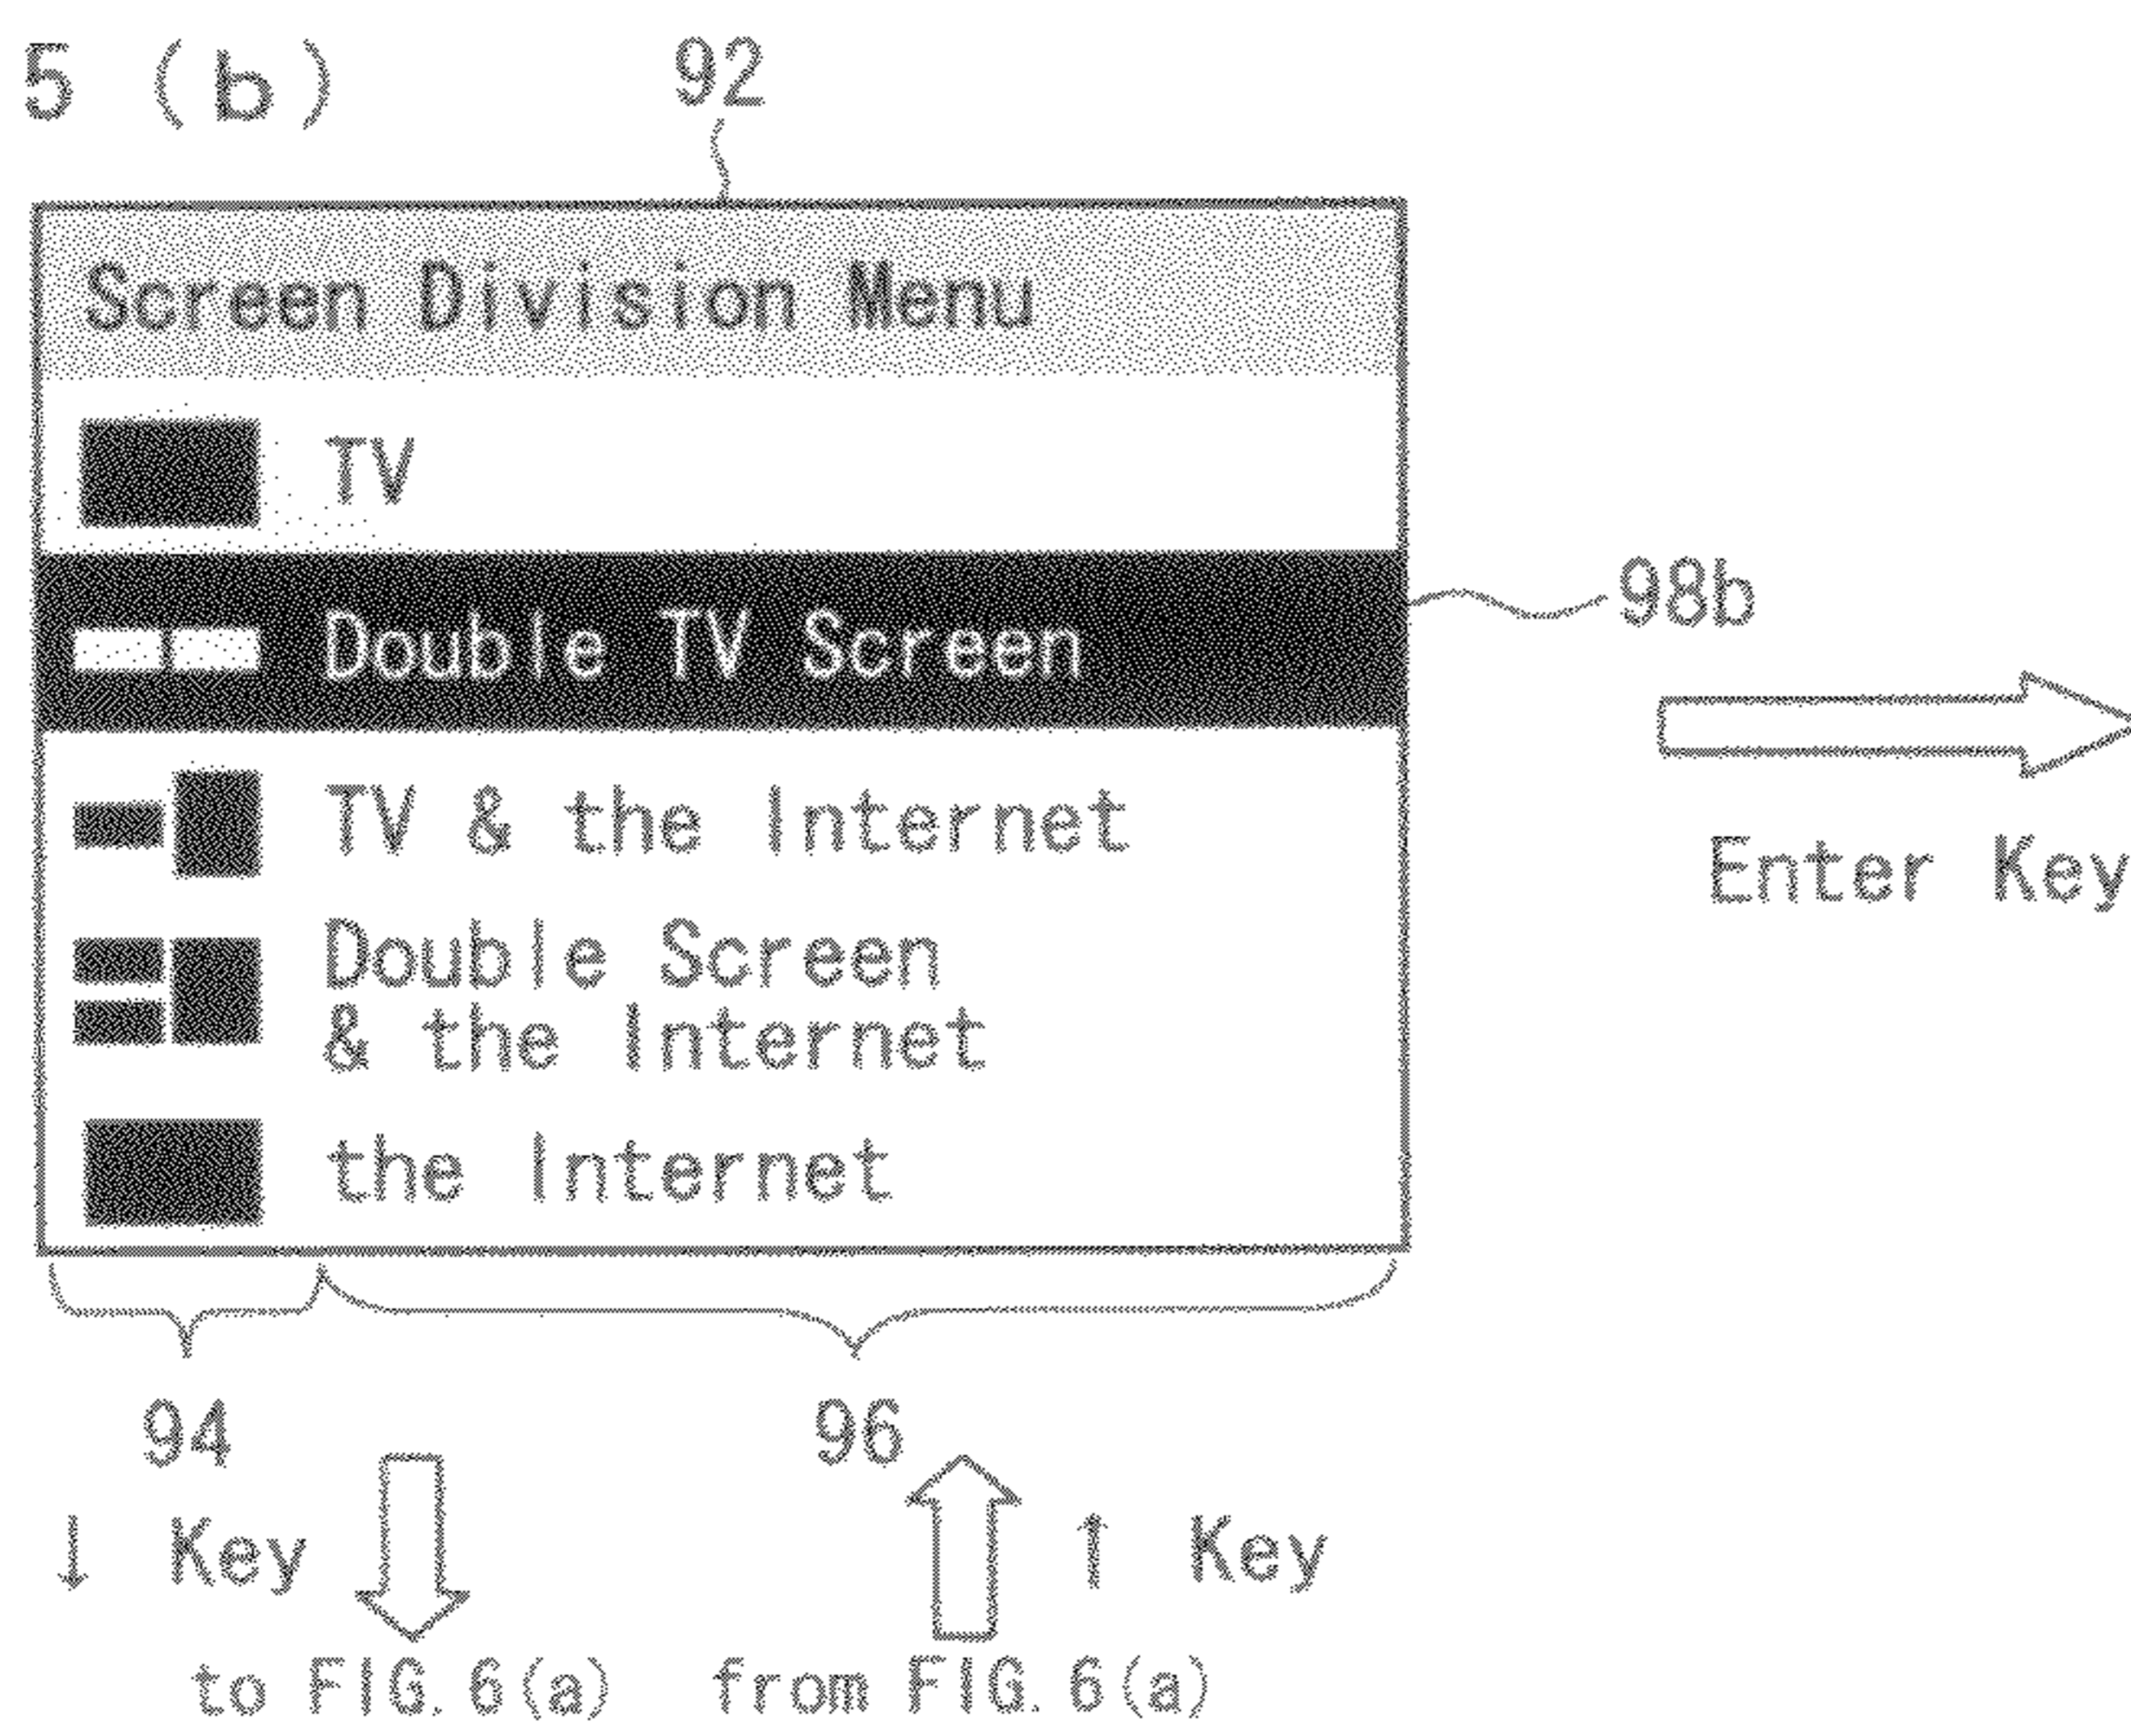 5 (b)
92
Screen Division Menu
TV
Double TV Screen
98b
TV & the Internet
Enter Key
Double Screen
& the Internet
the Internet
94
96
↓ Key
↑ Key
to FIG. 6(a)
from FIG. 6(a)